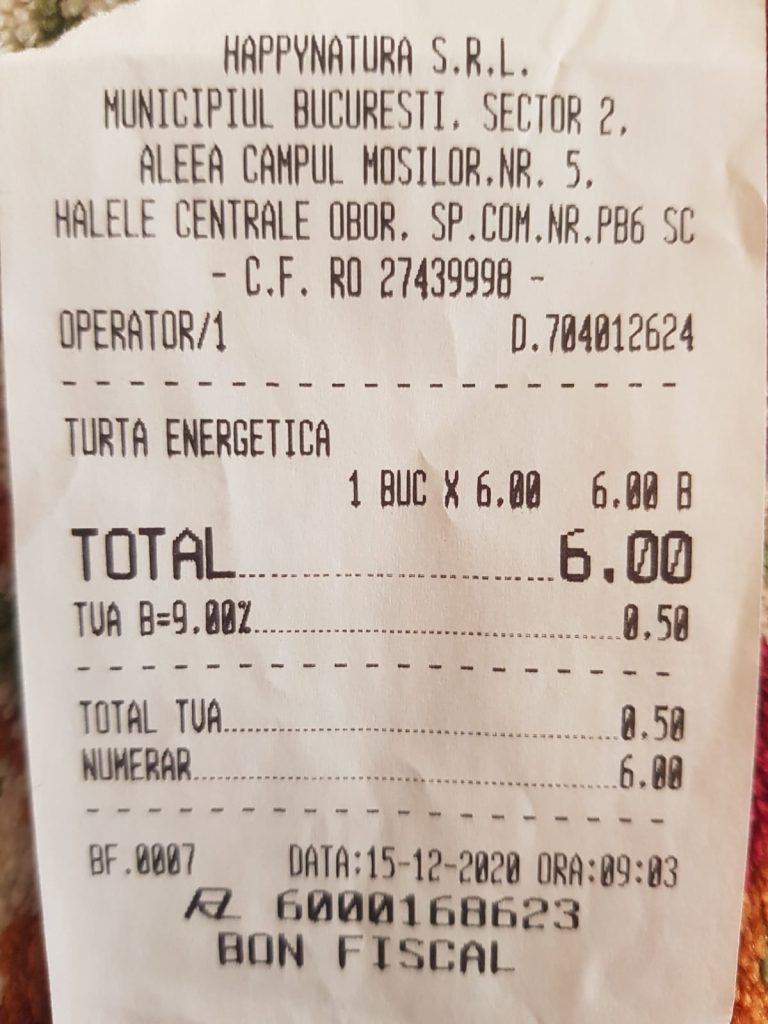 HAPPYNATURA S.R.L.
MUNICIPIUL BUCURESTI, SECTOR 2,
ALEEA CAMPUL MOSILOR,NR. 5,
HALELE CENTRALE OBOR, SP.COM.NR.PB6 SC
- C.F. RO 27439998 -
OPERATOR/1 D.704012624
TURTA ENERGETICA
1 BUC X 6.00 6.00 B
TOTAL 6.00
TVA B=9.00% 0.50
TOTAL TVA 0.50
NUMERAR 6.00
BF.0007 DATA:15-12-2020 ORA:09:03
6000168623
BON FISCAL